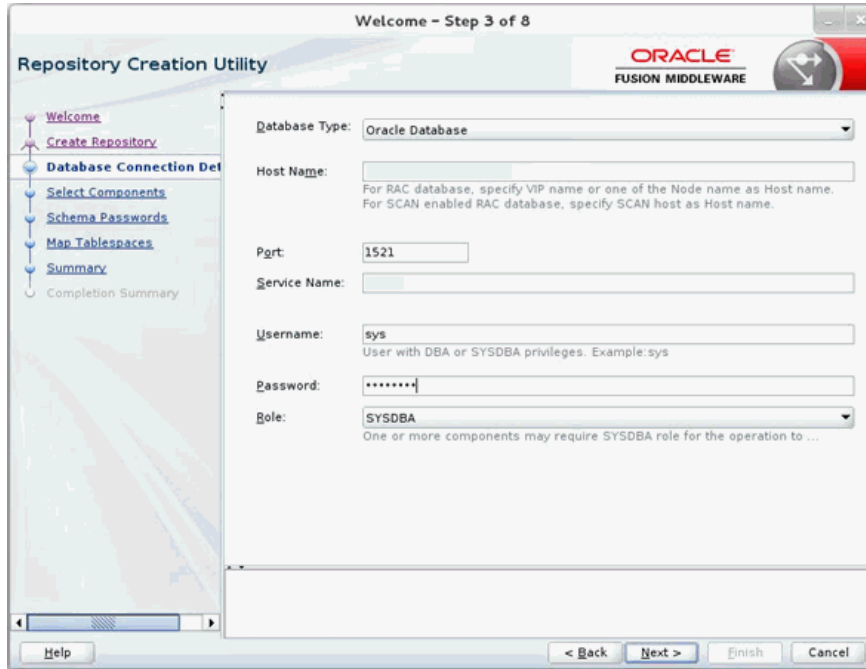 Welcome - Step 3 of 8
Repository Creation Utility
ORACLE
FUSION MIDDLEWARE
Welcome
Create Repository
Database Connection Det
Select Components
Schema Passwords
Map Tablespaces
Summary
Completion Summary
Database Type: Oracle Database
Host Name:
For RAC database, specify VIP name or one of the Node name as Host name.
For SCAN enabled RAC database, specify SCAN host as Host name.
Port: 1521
Service Name:
Username: sys
User with DBA or SYSDBA privileges. Example:sys
Password: ••••••••
Role: SYSDBA
One or more components may require SYSDBA role for the operation to ...
Help
< Back Next > Finish Cancel